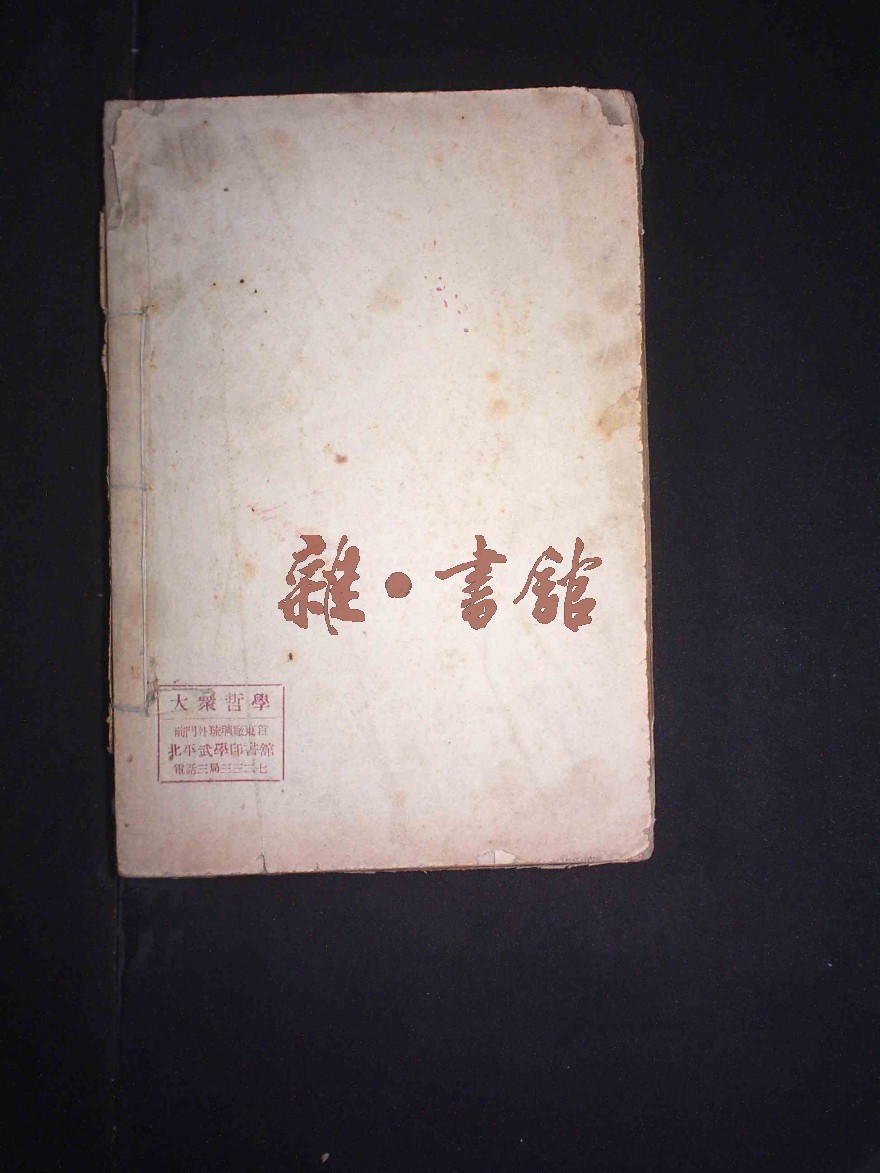 雜·書館
大衆哲學
前門外琉璃廠東首
北平武學印書館
電話三局三三二七